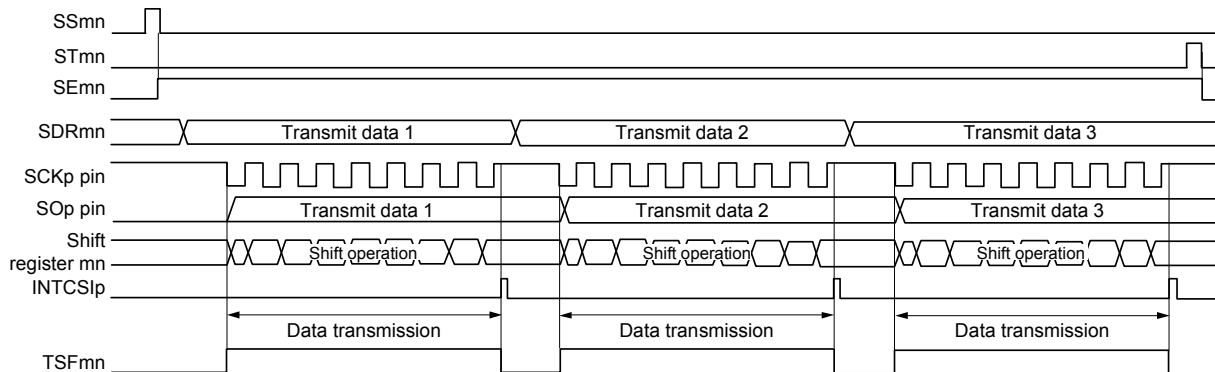 SSmn
STmn
SEmn
SDRmn Transmit data 1 Transmit data 2 Transmit data 3
SCKp pin
SOp pin Transmit data 1 Transmit data 2 Transmit data 3
Shift
register mn Shift operation Shift operation Shift operation
INTCSIp
Data transmission Data transmission Data transmission
TSFmn